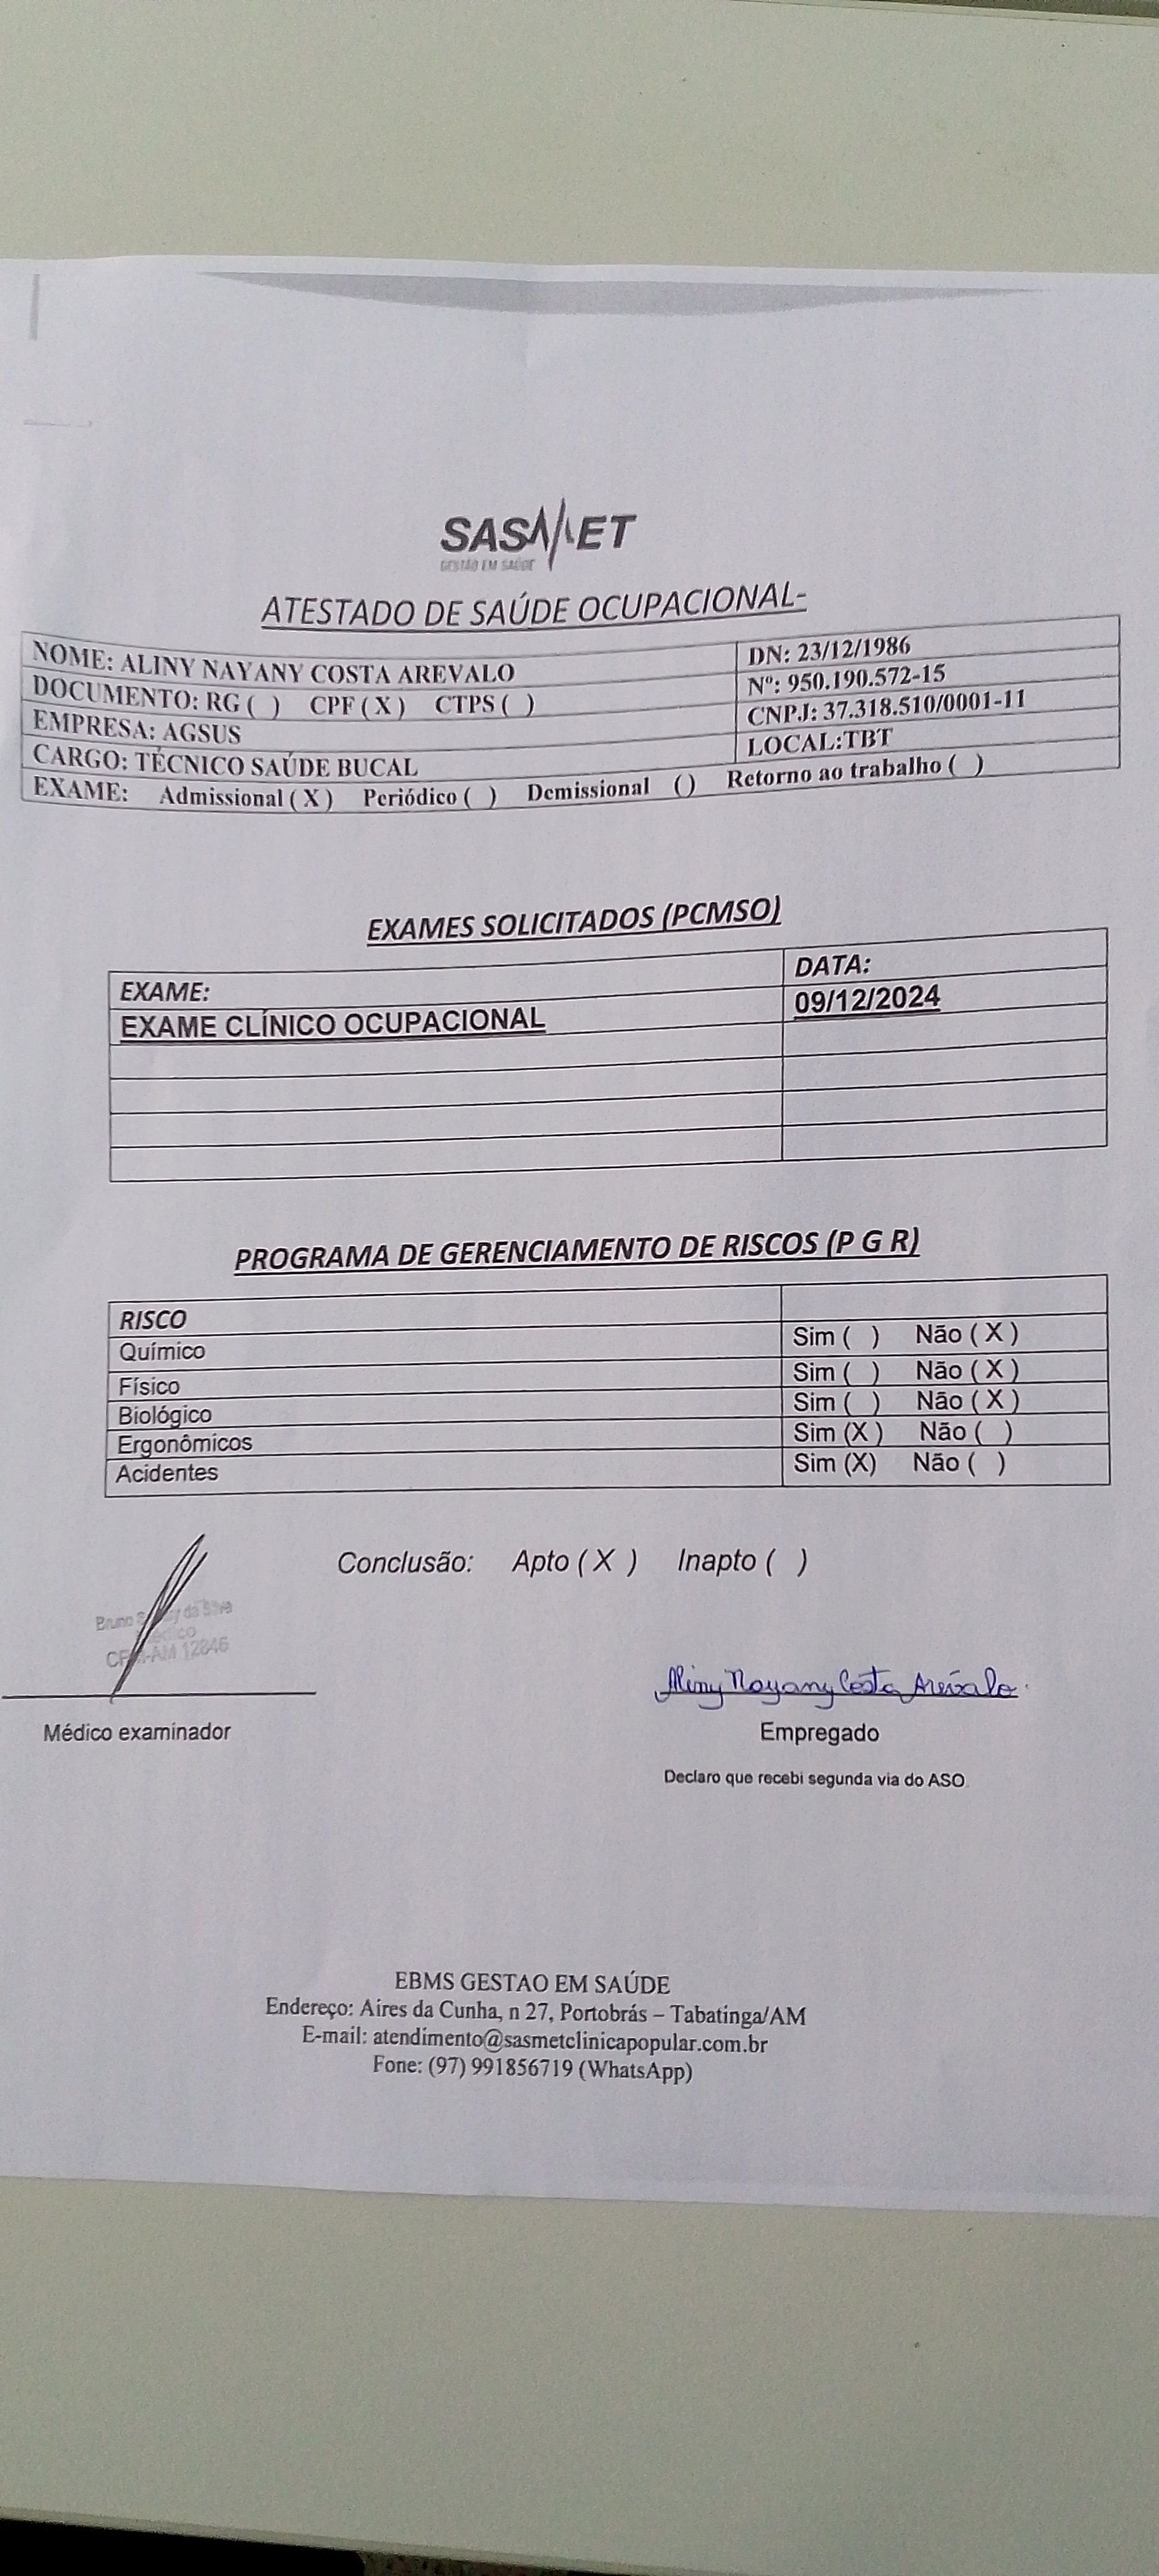 SASMET
GESTÃO EM SAÚDE
ATESTADO DE SAÚDE OCUPACIONAL-
NOME: ALINY NAYANY COSTA AREVALO DN: 23/12/1986
DOCUMENTO: RG ( ) CPF ( X ) CTPS ( ) Nº: 950.190.572-15
EMPRESA: AGSUS CNPJ: 37.318.510/0001-11
CARGO: TÉCNICO SAÚDE BUCAL LOCAL:TBT
EXAME: Admissional ( X ) Periódico ( ) Demissional () Retorno ao trabalho ( )
EXAMES SOLICITADOS (PCMSO)
EXAME: DATA:
EXAME CLÍNICO OCUPACIONAL 09/12/2024
PROGRAMA DE GERENCIAMENTO DE RISCOS (P G R)
RISCO
Químico Sim ( ) Não ( X )
Físico Sim ( ) Não ( X )
Biológico Sim ( ) Não ( X )
Ergonômicos Sim (X ) Não ( )
Acidentes Sim (X) Não ( )
Conclusão: Apto ( X ) Inapto ( )
Bruno da Silva
Médico
CRM-AM 12846
Aliny Nayany Costa Arévalo
Médico examinador Empregado
Declaro que recebi segunda via do ASO.
EBMS GESTAO EM SAÚDE
Endereço: Aires da Cunha, n 27, Portobrás – Tabatinga/AM
E-mail: atendimento@sasmetclinicapopular.com.br
Fone: (97) 991856719 (WhatsApp)